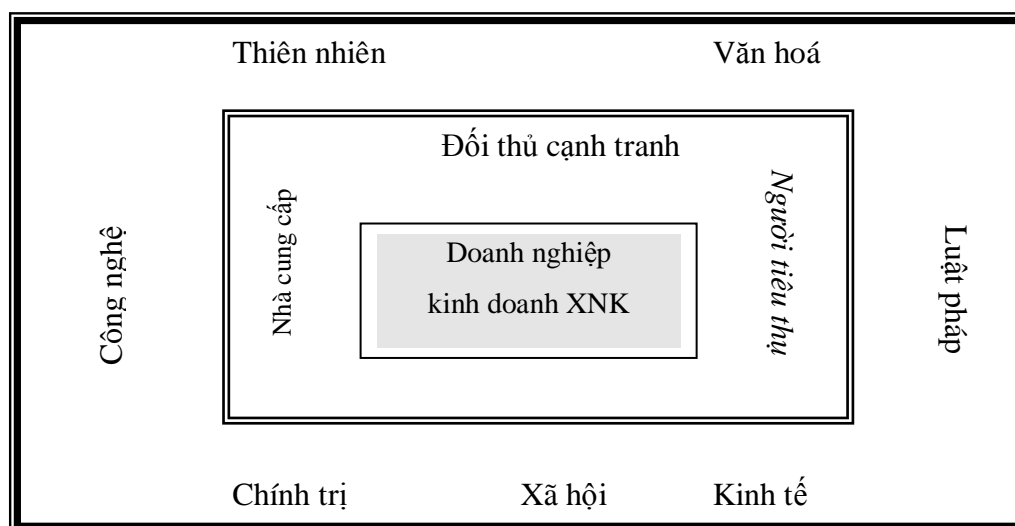 Thiên nhiên
Văn hoá
Đối thủ cạnh tranh
Công nghệ
Nhà cung cấp
Doanh nghiệp
kinh doanh XNK
Người tiêu thụ
Luật pháp
Chính trị
Xã hội
Kinh tế